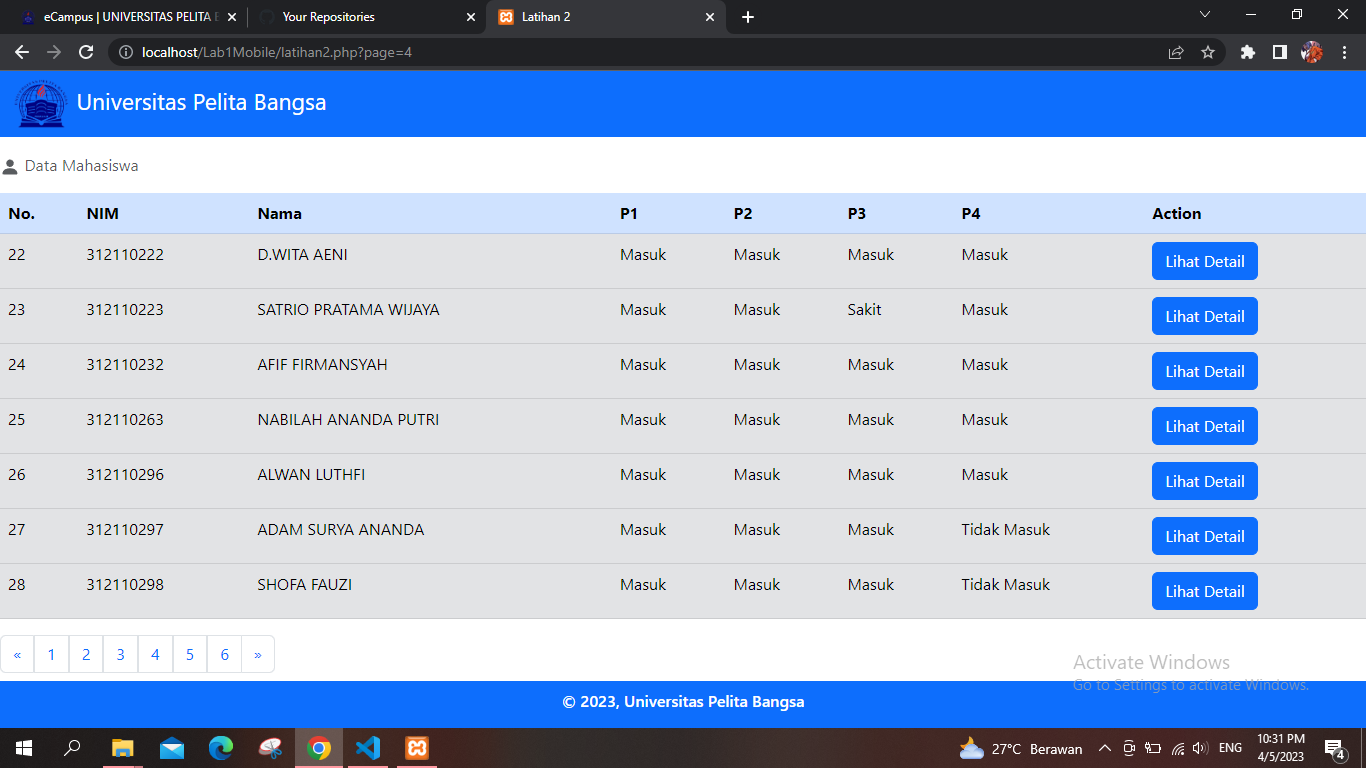 eCampus | UNIVERSITAS PELITA B
Your Repositories
Latihan 2
localhost/Lab1Mobile/latihan2.php?page=4
Universitas Pelita Bangsa
Data Mahasiswa
No. NIM Nama P1 P2 P3 P4 Action
22 312110222 D.WITA AENI Masuk Masuk Masuk Masuk Lihat Detail
23 312110223 SATRIO PRATAMA WIJAYA Masuk Masuk Sakit Masuk Lihat Detail
24 312110232 AFIF FIRMANSYAH Masuk Masuk Masuk Masuk Lihat Detail
25 312110263 NABILAH ANANDA PUTRI Masuk Masuk Masuk Masuk Lihat Detail
26 312110296 ALWAN LUTHFI Masuk Masuk Masuk Masuk Lihat Detail
27 312110297 ADAM SURYA ANANDA Masuk Masuk Masuk Tidak Masuk Lihat Detail
28 312110298 SHOFA FAUZI Masuk Masuk Masuk Tidak Masuk Lihat Detail
« 1 2 3 4 5 6 »
Activate Windows
Go to Settings to activate Windows.
© 2023, Universitas Pelita Bangsa
27°C Berawan ENG 10:31 PM
4/5/2023 4